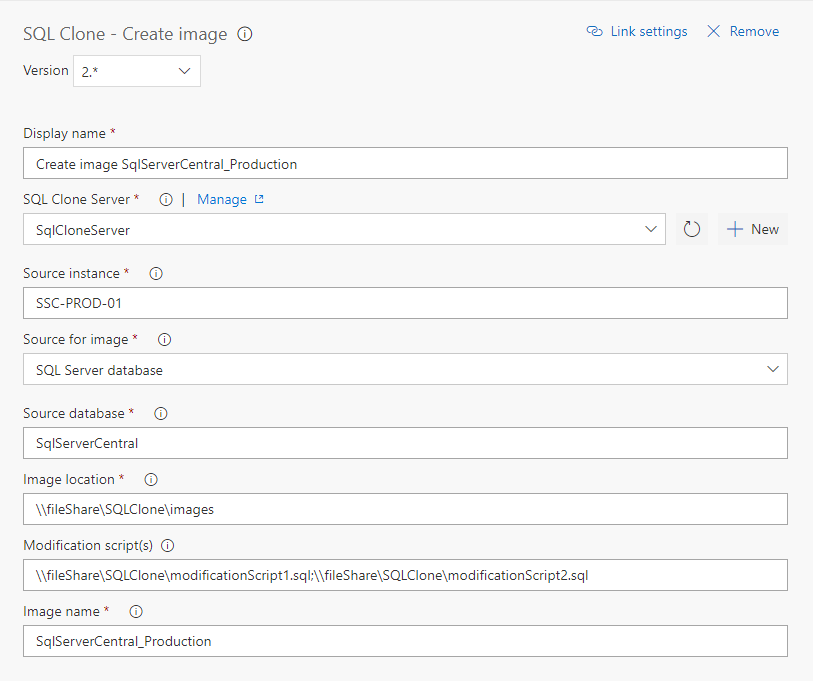 SQL Clone - Create image
Link settings
Remove
Version 2.*
Display name *
Create image SqlServerCentral_Production
SQL Clone Server * | Manage
SqlCloneServer
New
Source instance *
SSC-PROD-01
Source for image *
SQL Server database
Source database *
SqlServerCentral
Image location *
\\fileShare\SQLClone\images
Modification script(s)
\\fileShare\SQLClone\modificationScript1.sql;\\fileShare\SQLClone\modificationScript2.sql
Image name *
SqlServerCentral_Production